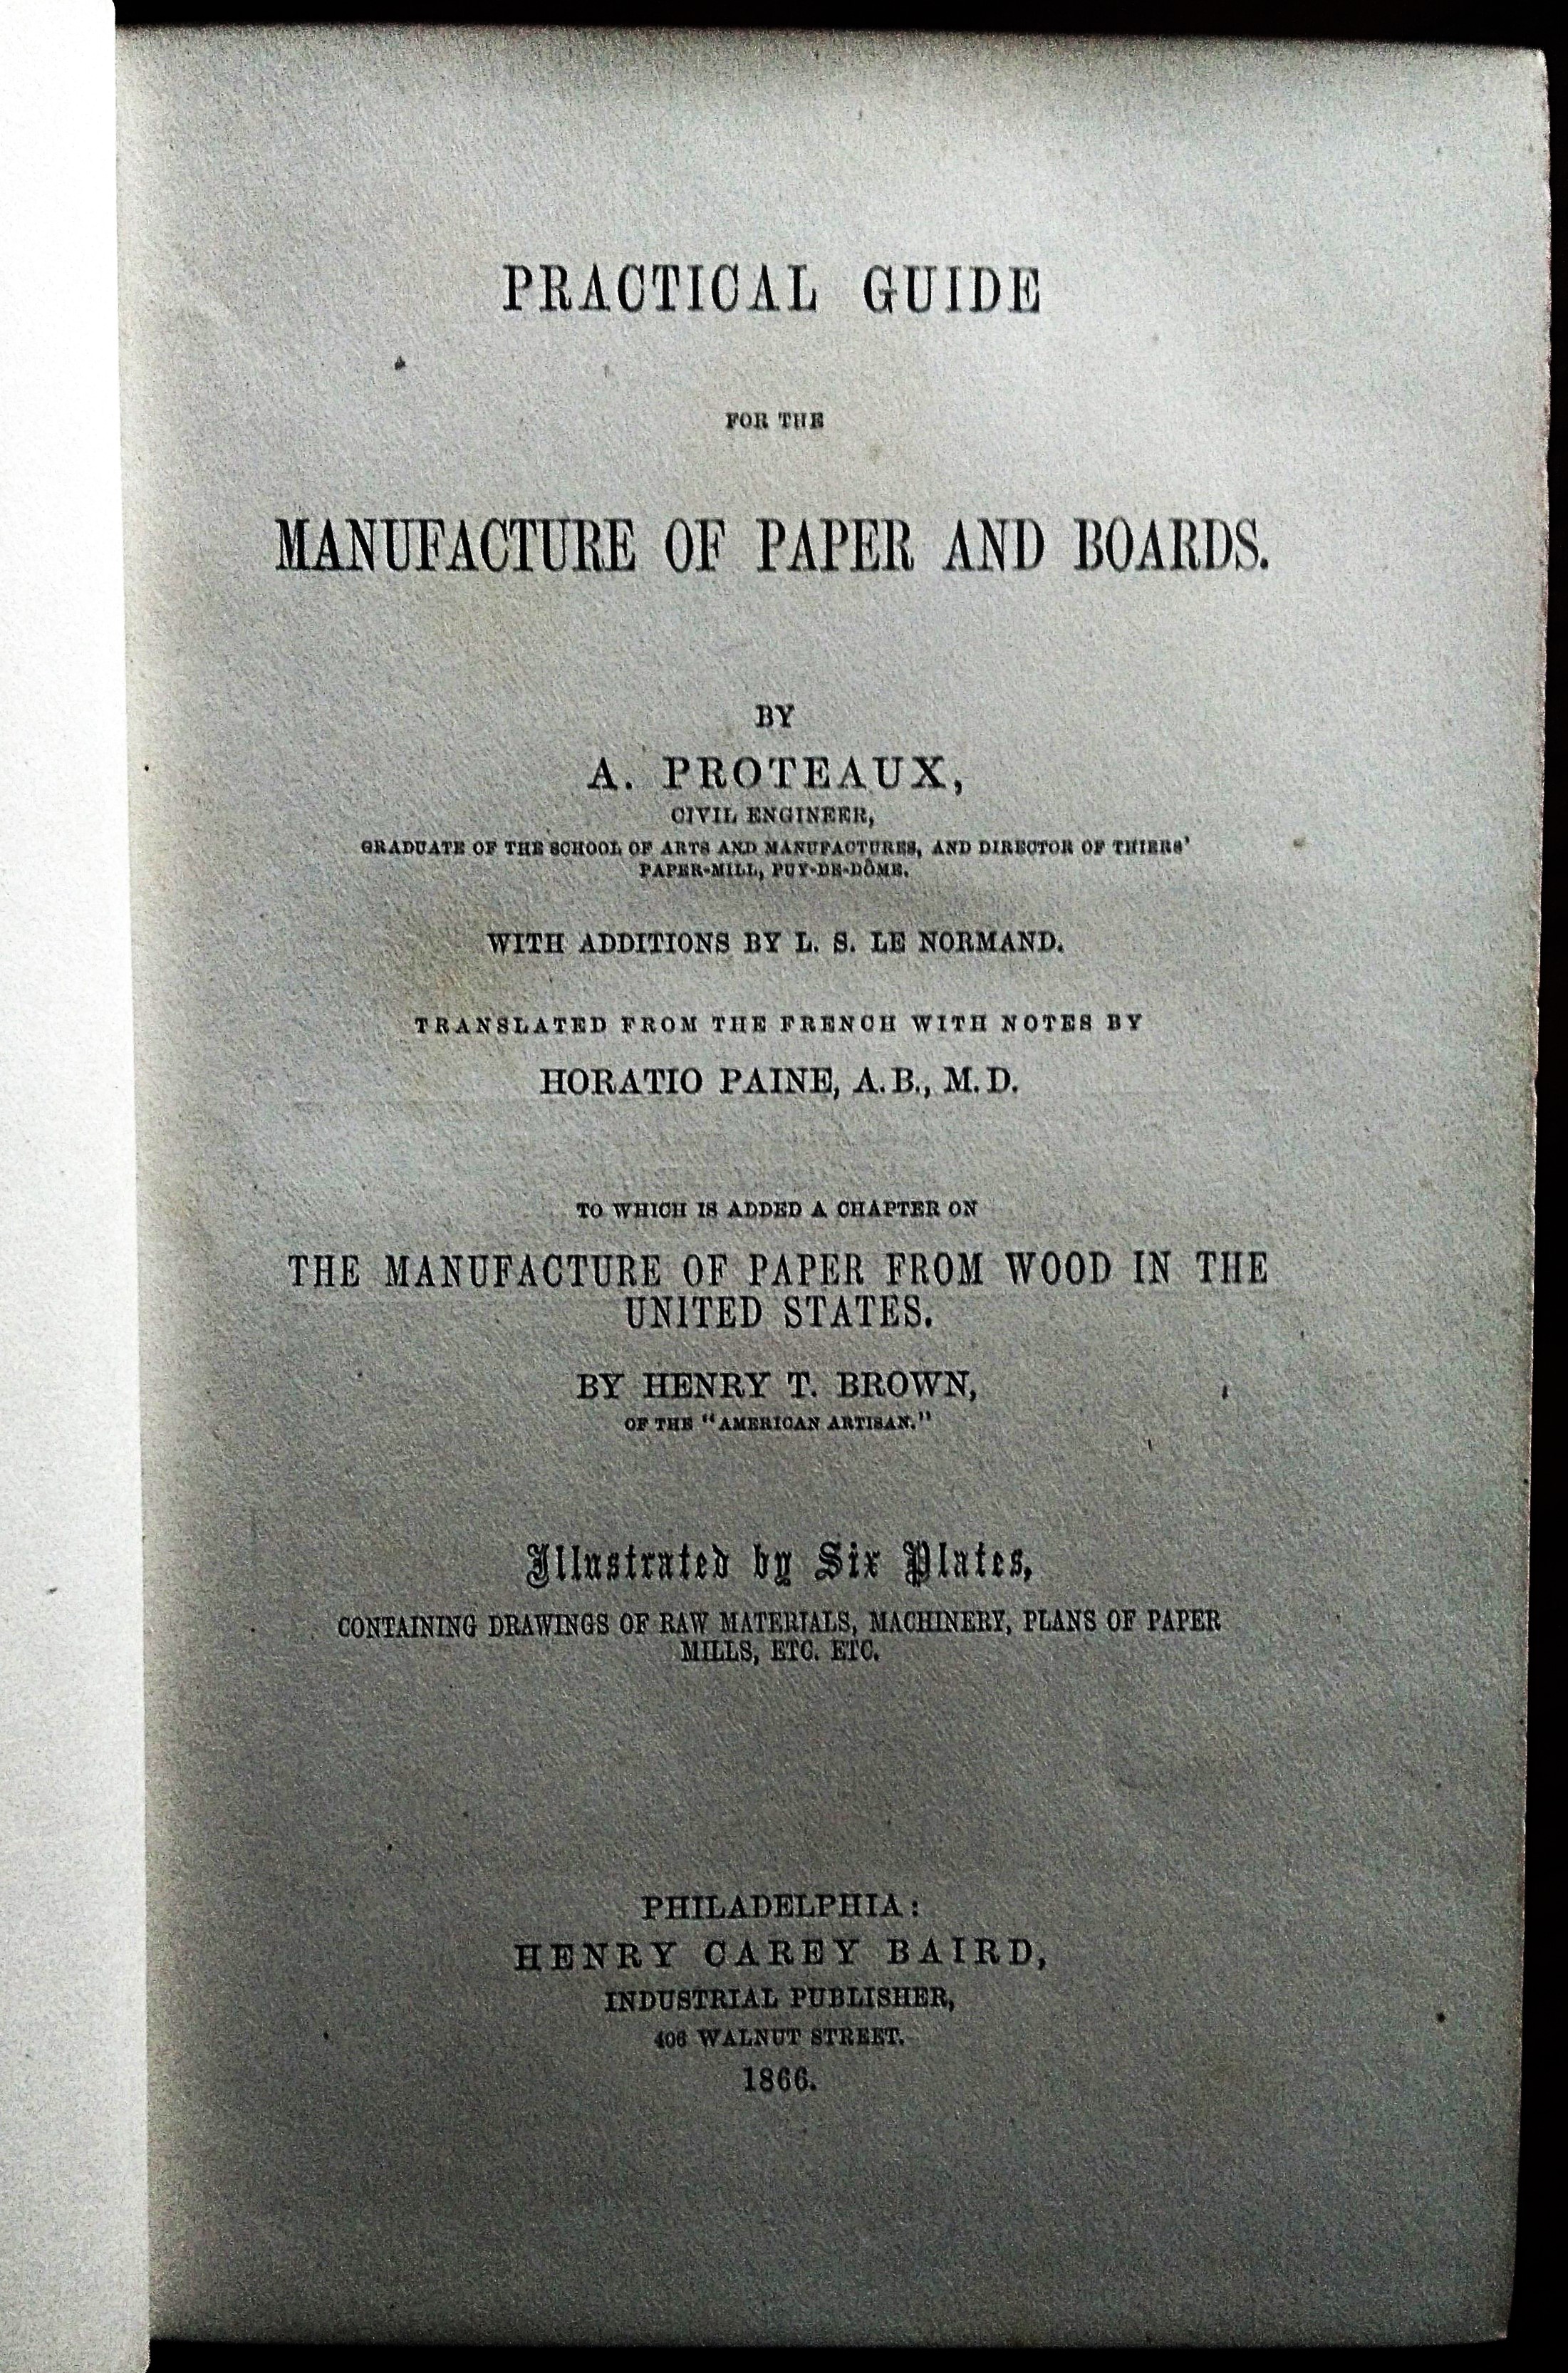 PRACTICAL GUIDE
FOR THE
MANUFACTURE OF PAPER AND BOARDS.
BY
A. PROTEAUX,
CIVIL ENGINEER,
GRADUATE OF THE SCHOOL OF ARTS AND MANUFACTURES, AND DIRECTOR OF THIERS'
PAPER-MILL, PUY-DE-DÔME.
WITH ADDITIONS BY L. S. LE NORMAND.
TRANSLATED FROM THE FRENCH WITH NOTES BY
HORATIO PAINE, A.B., M.D.
TO WHICH IS ADDED A CHAPTER ON
THE MANUFACTURE OF PAPER FROM WOOD IN THE
UNITED STATES.
BY HENRY T. BROWN,
OF THE "AMERICAN ARTISAN."
Illustrated by Six Plates,
CONTAINING DRAWINGS OF RAW MATERIALS, MACHINERY, PLANS OF PAPER
MILLS, ETC. ETC.
PHILADELPHIA:
HENRY CAREY BAIRD,
INDUSTRIAL PUBLISHER,
406 WALNUT STREET.
1866.